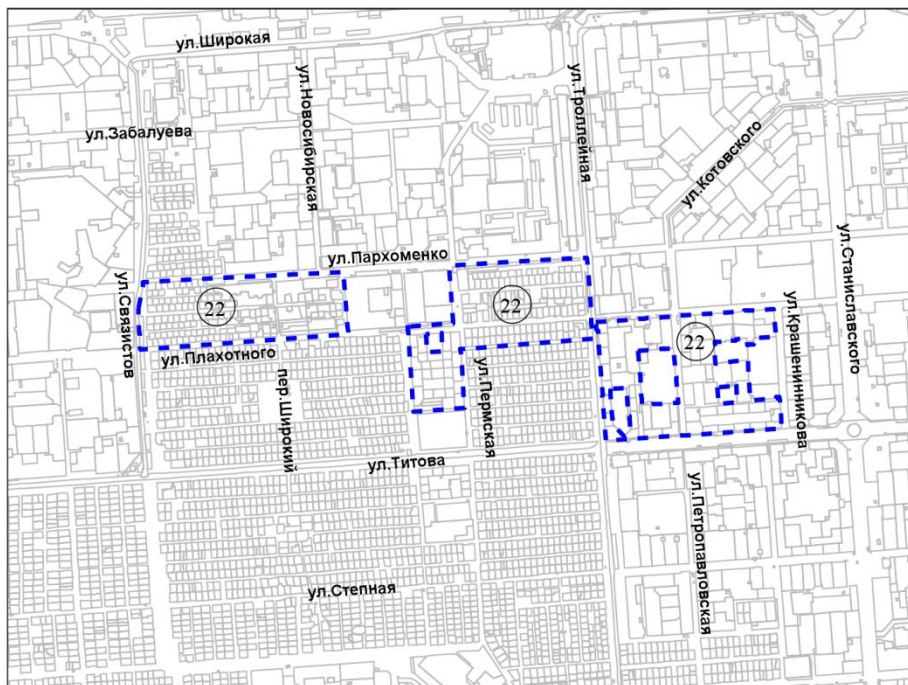 ул.Широкая
ул.Новосибирская
ул.Троллейная
ул.Забалуева
ул.Котовского
ул.Пархоменко
ул.Станиславского
ул.Связистов
22
22
ул.Крашенинникова
22
ул.Плахотного
пер.Широкий
ул.Пермская
ул.Титова
ул.Петропавловская
ул.Степная